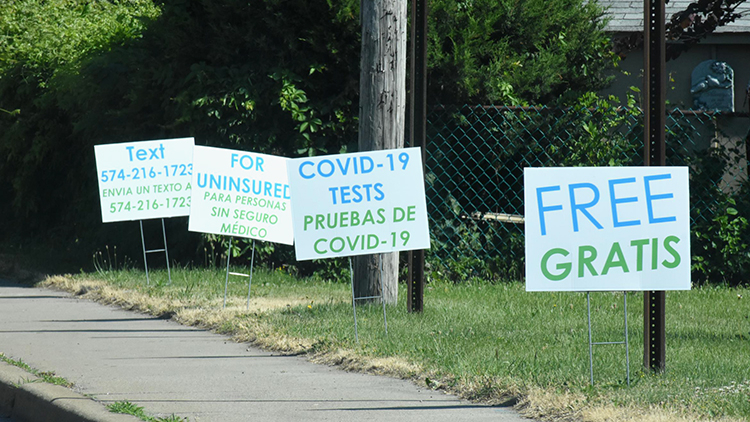 FREE
GRATIS
COVID-19
TESTS
PRUEBAS DE
COVID-19
FOR
UNINSURED
PARA PERSONAS
SIN SEGURO
MÉDICO
Text
574-216-1723
ENVIA UN TEXTO A
574-216-1723